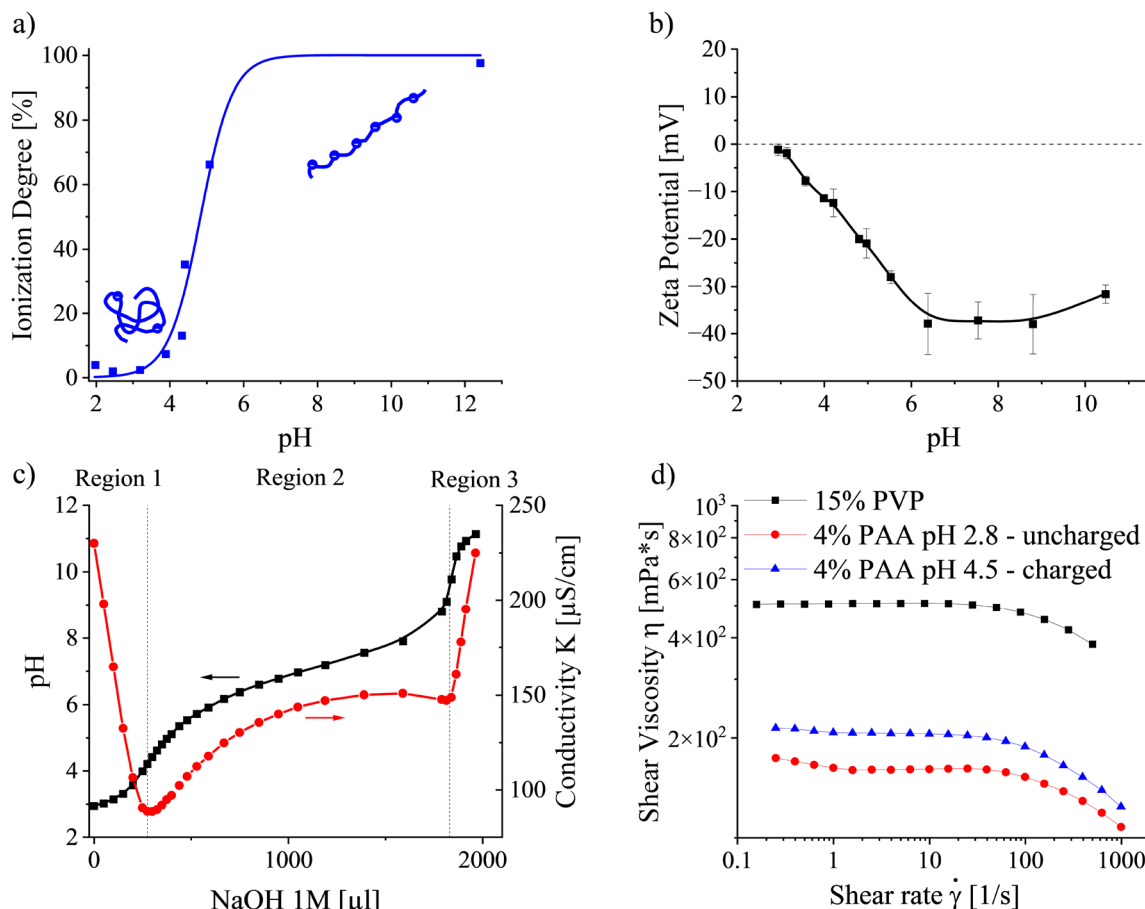 a)
100
80
60
40
20
0
Ionization Degree [%]
2 4 6 8 10 12
pH
b)
20
10
0
−10
−20
−30
−40
−50
Zeta Potential [mV]
2 4 6 8 10
pH
c)
Region 1 Region 2 Region 3
12
10
8
6
4
2
pH
250
200
150
100
Conductivity K [µS/cm]
0 1000 2000
NaOH 1M [µl]
d)
15% PVP
4% PAA pH 2.8 - uncharged
4% PAA pH 4.5 - charged
10³
8×10²
6×10²
4×10²
2×10²
Shear Viscosity η [mPa*s]
0.1 1 10 100 1000
Shear rate γ̇ [1/s]